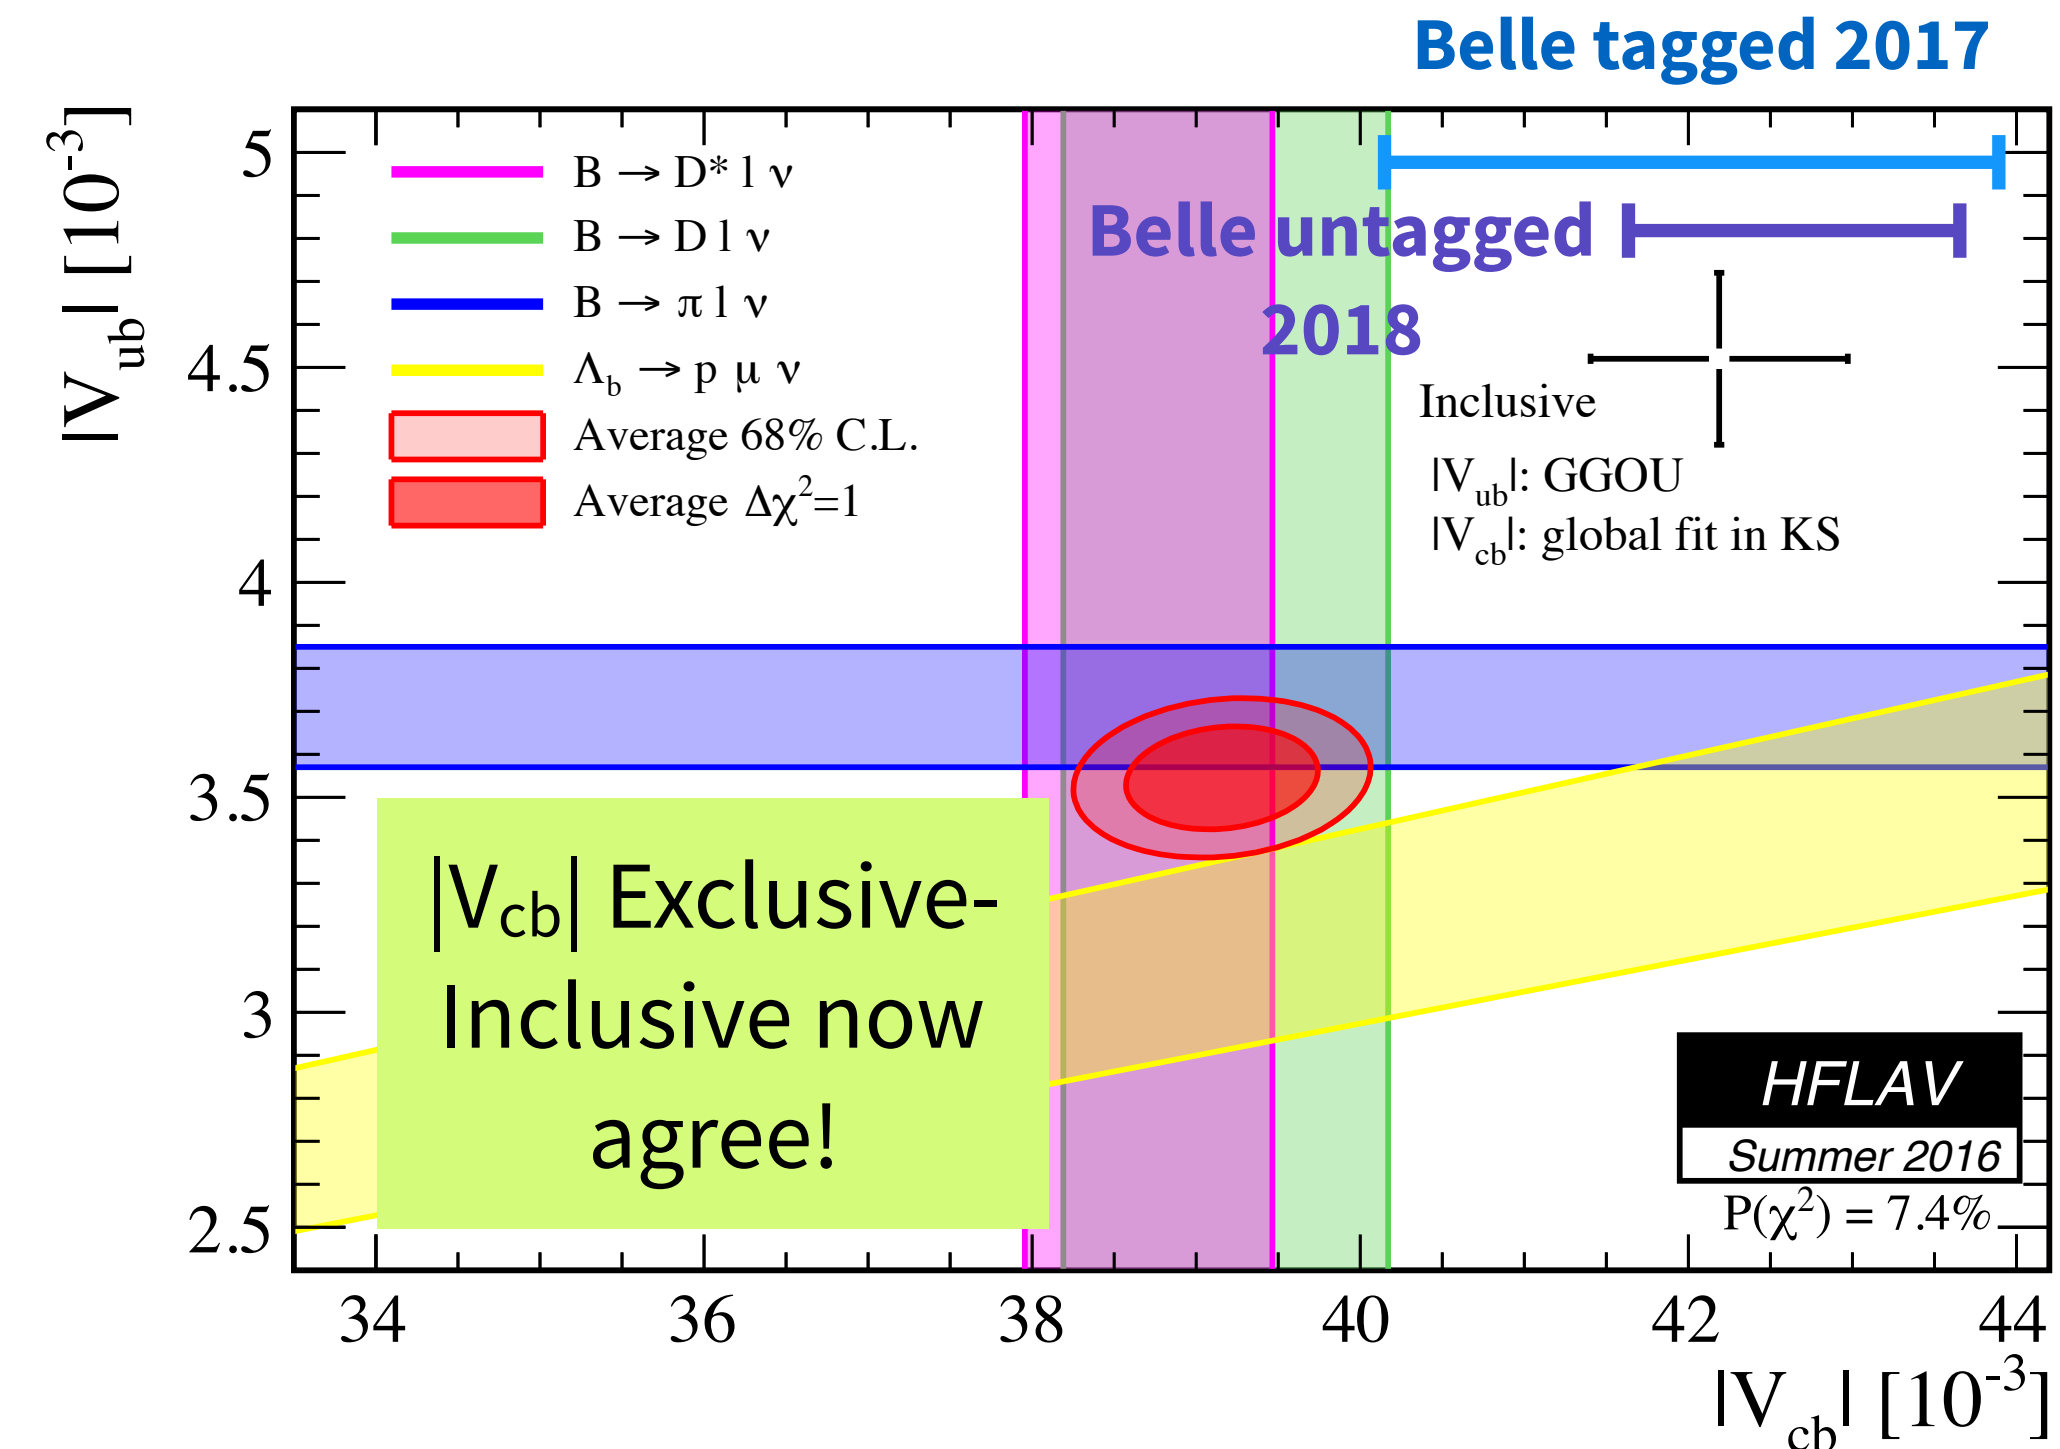 Belle tagged 2017
|Vub| [10-3]
5
4.5
4
3.5
3
2.5
B → D* l ν
B → D l ν
B → π l ν
Λb → p μ ν
Average 68% C.L.
Average Δχ2=1
Belle untagged
2018
Inclusive
|Vub|: GGOU
|Vcb|: global fit in KS
|Vcb| Exclusive-
Inclusive now
agree!
HFLAV
Summer 2016
P(χ2) = 7.4%
34 36 38 40 42 44
|Vcb| [10-3]